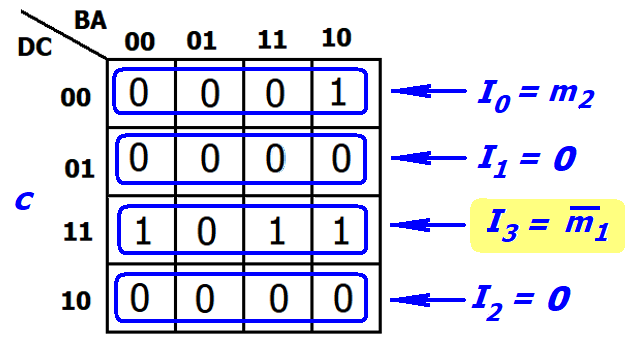 BA
DC 00 01 11 10
00 0 0 0 1 I₀ = m₂
01 0 0 0 0 I₁ = 0
c
11 1 0 1 1 I₃ = m̅₁
10 0 0 0 0 I₂ = 0